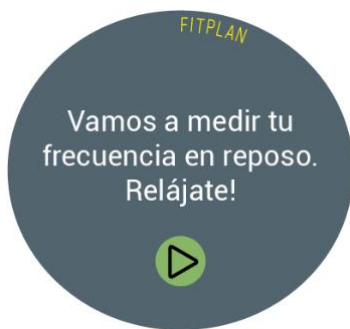 FITPLAN
Vamos a medir tu
frecuencia en reposo.
Relájate!